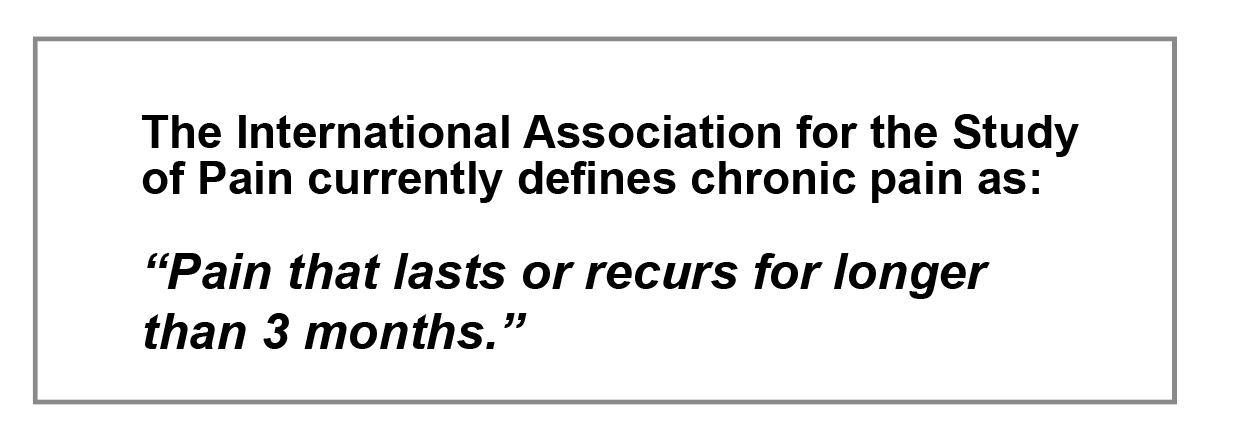 The International Association for the Study
of Pain currently defines chronic pain as:
“Pain that lasts or recurs for longer
than 3 months.”